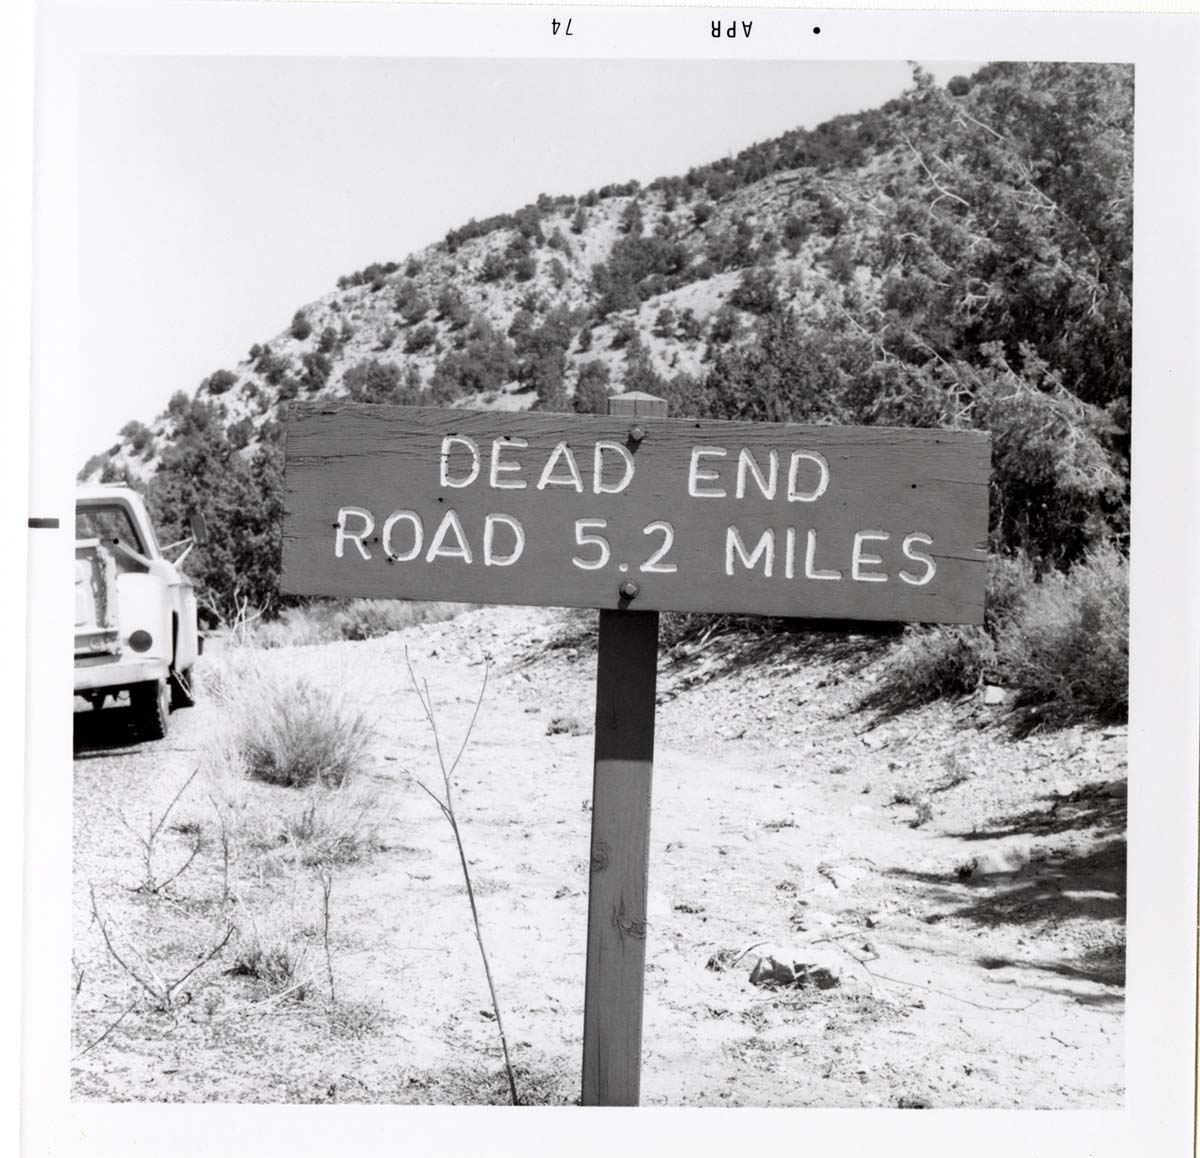 APR 74
DEAD END
ROAD 5.2 MILES